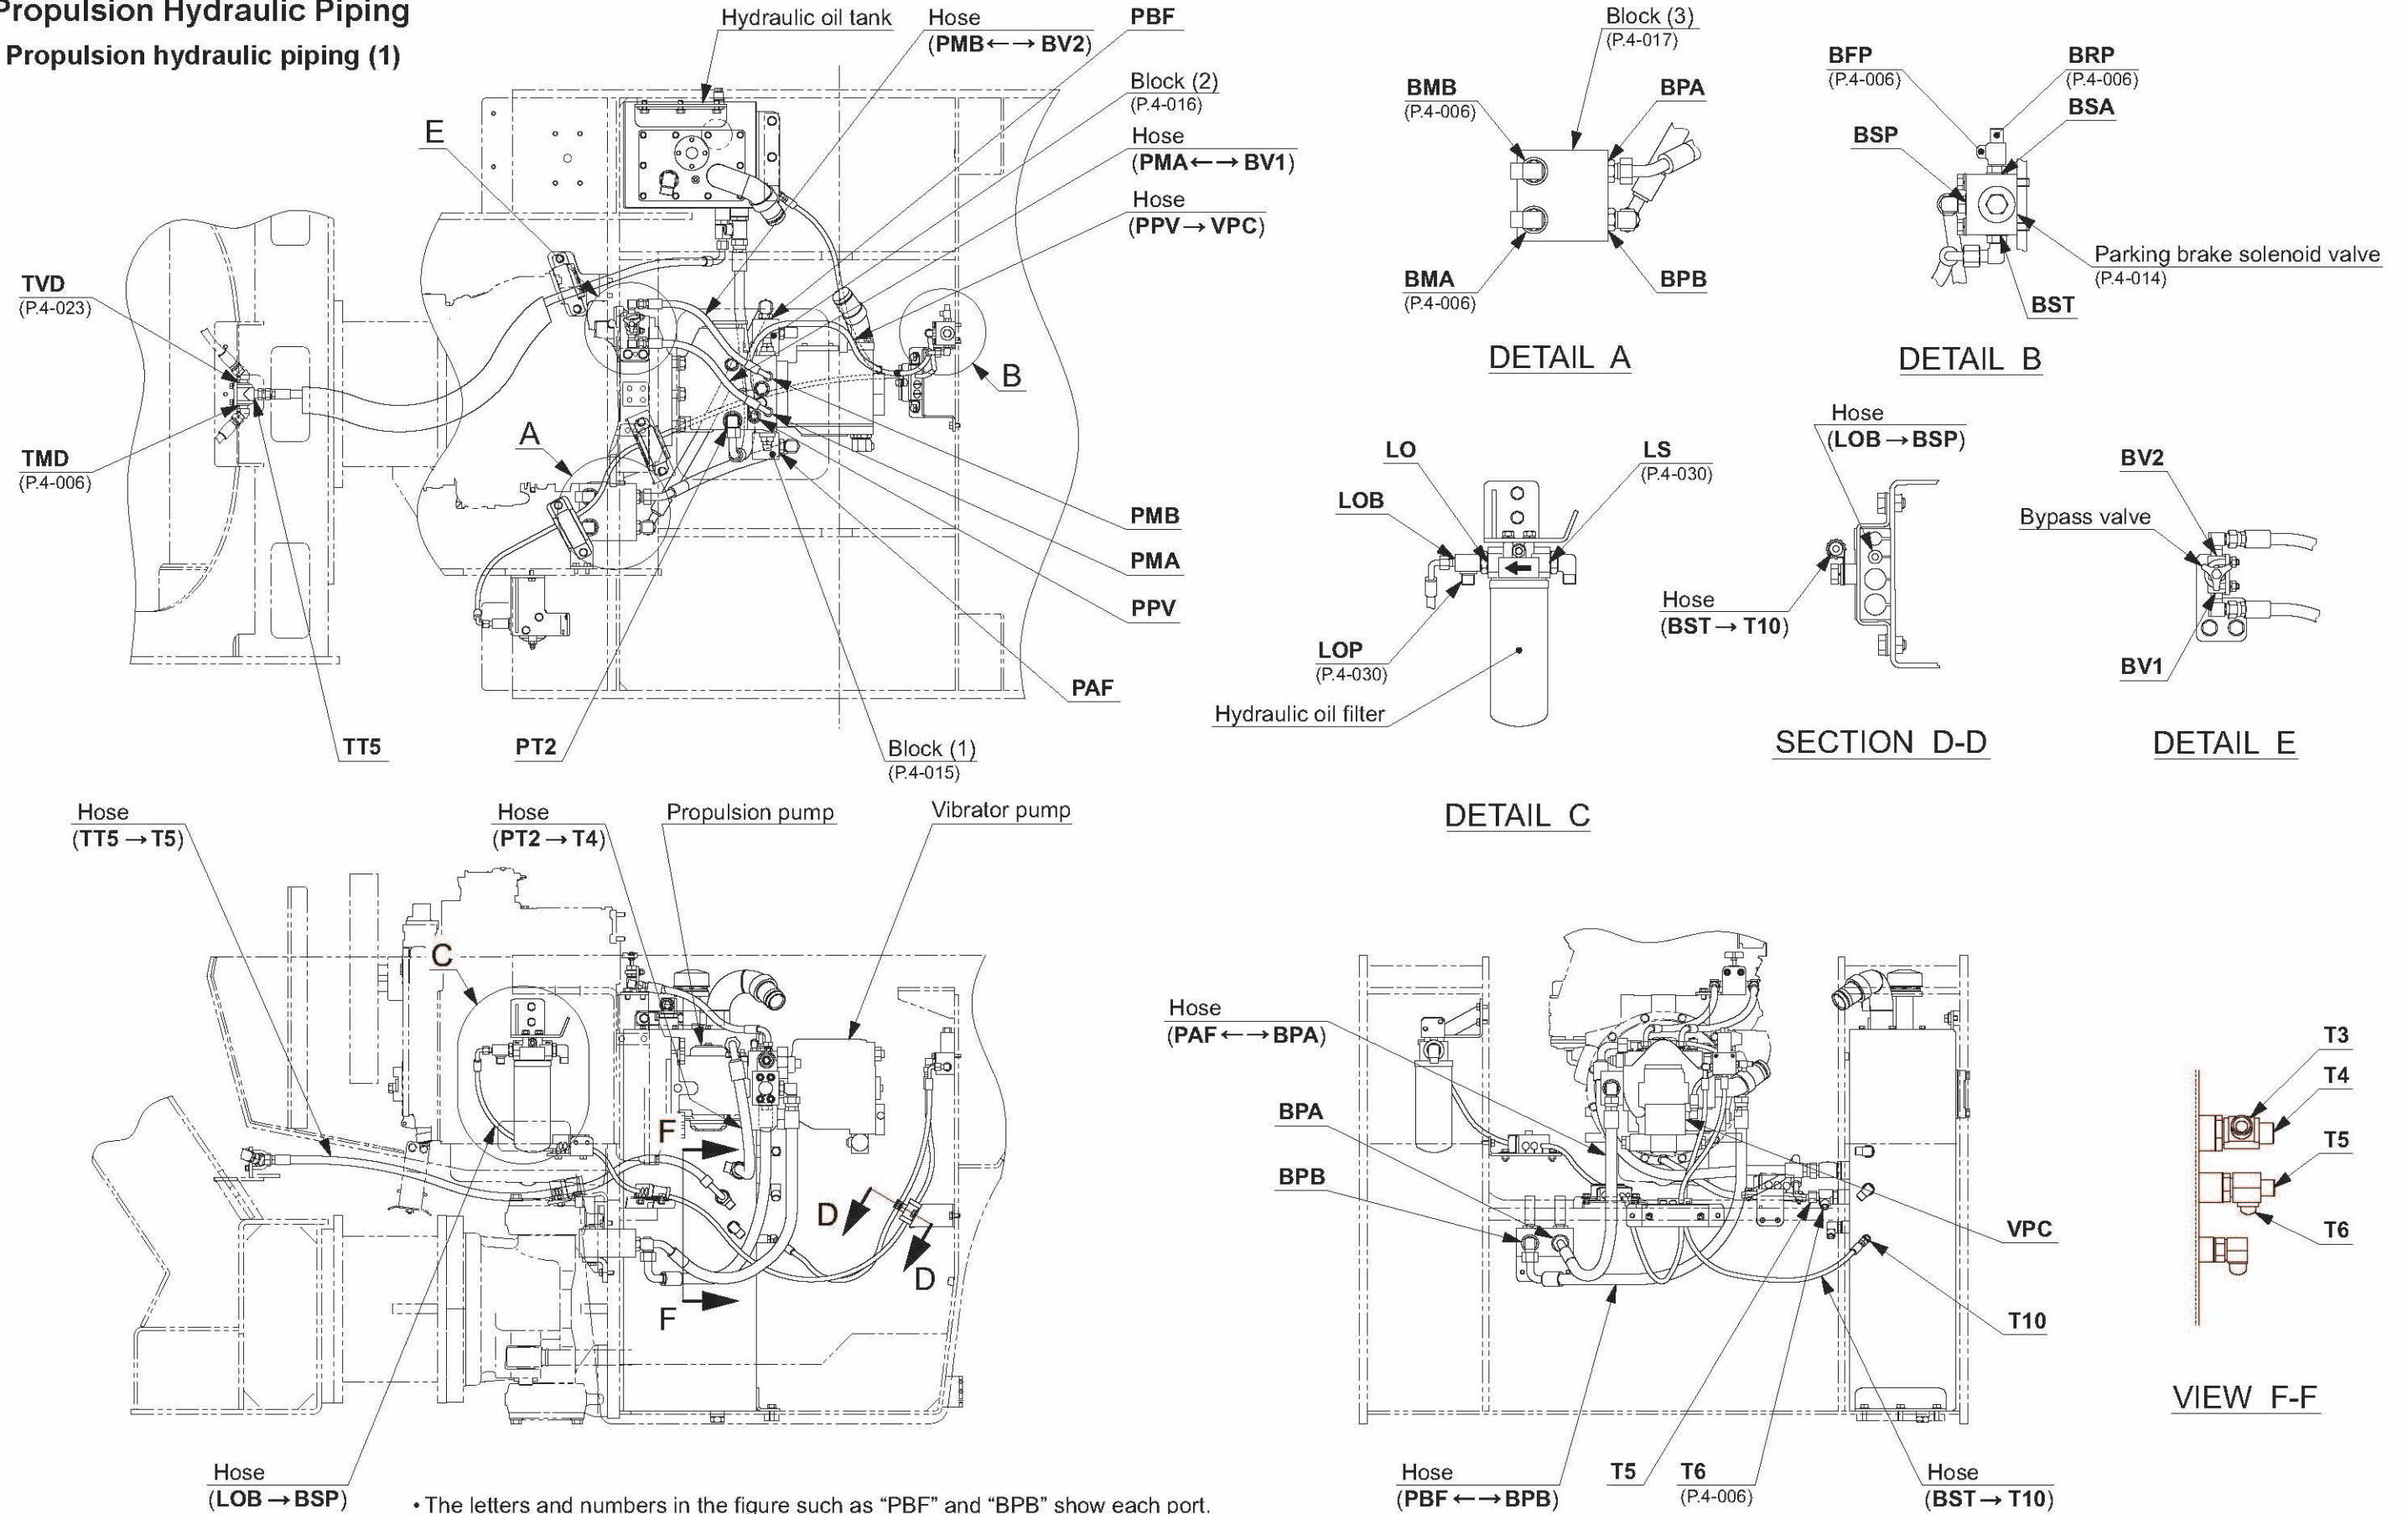 Propulsion Hydraulic Piping
Propulsion hydraulic piping (1)
Hydraulic oil tank
Hose
(PMB←→BV2)
PBF
Block (2)
(P.4-016)
Hose
(PMA←→BV1)
Hose
(PPV→VPC)
E
B
A
TVD
(P.4-023)
TMD
(P.4-006)
TT5
PT2
Block (1)
(P.4-015)
PMB
PMA
PPV
PAF
Block (3)
(P.4-017)
BMB
(P.4-006)
BPA
BMA
(P.4-006)
BPB
DETAIL A
BFP
(P.4-006)
BRP
(P.4-006)
BSA
BSP
Parking brake solenoid valve
(P.4-014)
BST
DETAIL B
LO
LS
(P.4-030)
LOB
LOP
(P.4-030)
Hydraulic oil filter
DETAIL C
Hose
(LOB→BSP)
Hose
(BST→T10)
SECTION D-D
BV2
Bypass valve
BV1
DETAIL E
Hose
(TT5→T5)
Hose
(PT2→T4)
Propulsion pump
Vibrator pump
C
F
F
D
D
Hose
(LOB→BSP)
Hose
(PAF←→BPA)
BPA
BPB
VPC
T10
Hose
(PBF←→BPB)
T5
T6
(P.4-006)
Hose
(BST→T10)
T3
T4
T5
T6
VIEW F-F
• The letters and numbers in the figure such as “PBF” and “BPB” show each port.